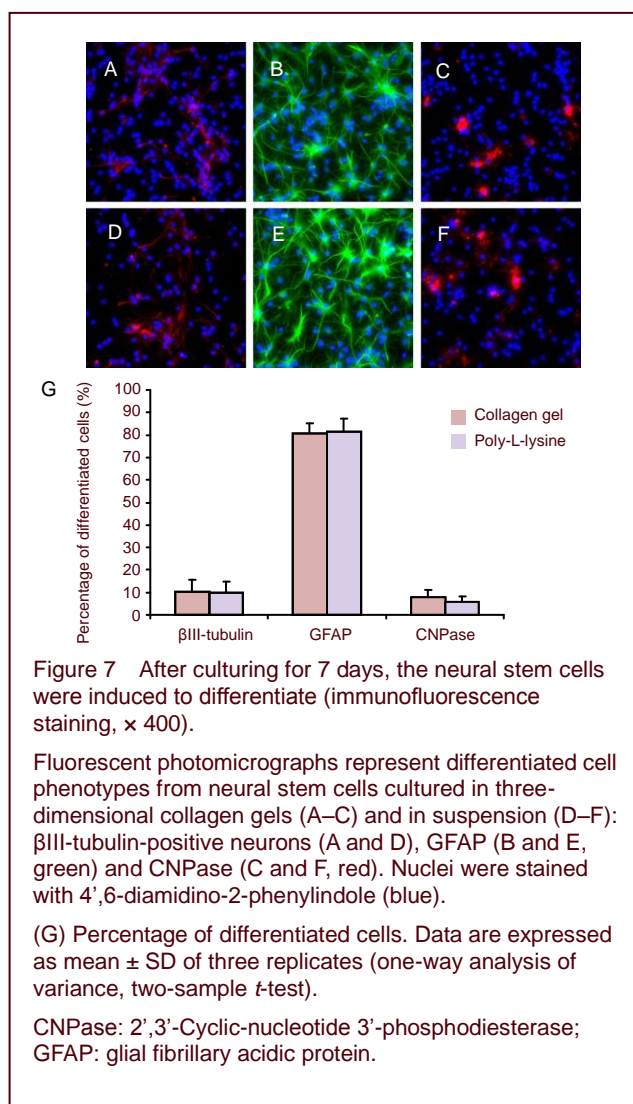 A
B
C
D
E
F
G
Percentage of differentiated cells (%)
100
90
80
70
60
50
40
30
20
10
0
Collagen gel
Poly-L-lysine
βIII-tubulin GFAP CNPase
Figure 7 After culturing for 7 days, the neural stem cells
were induced to differentiate (immunofluorescence
staining, × 400).
Fluorescent photomicrographs represent differentiated cell
phenotypes from neural stem cells cultured in three-
dimensional collagen gels (A–C) and in suspension (D–F):
βIII-tubulin-positive neurons (A and D), GFAP (B and E,
green) and CNPase (C and F, red). Nuclei were stained
with 4',6-diamidino-2-phenylindole (blue).
(G) Percentage of differentiated cells. Data are expressed
as mean ± SD of three replicates (one-way analysis of
variance, two-sample t-test).
CNPase: 2’,3’-Cyclic-nucleotide 3’-phosphodiesterase;
GFAP: glial fibrillary acidic protein.